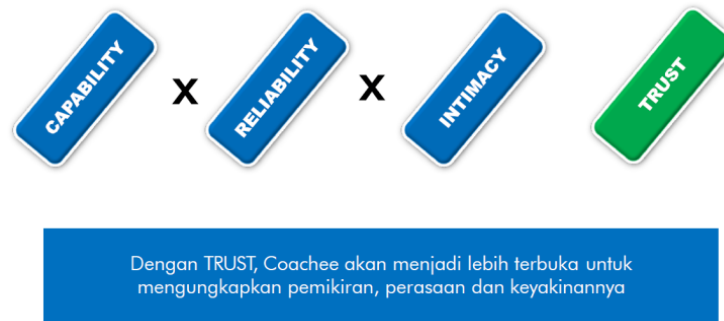 CAPABILITY X RELIABILITY X INTIMACY TRUST
Dengan TRUST, Coachee akan menjadi lebih terbuka untuk
mengungkapkan pemikiran, perasaan dan keyakinannya